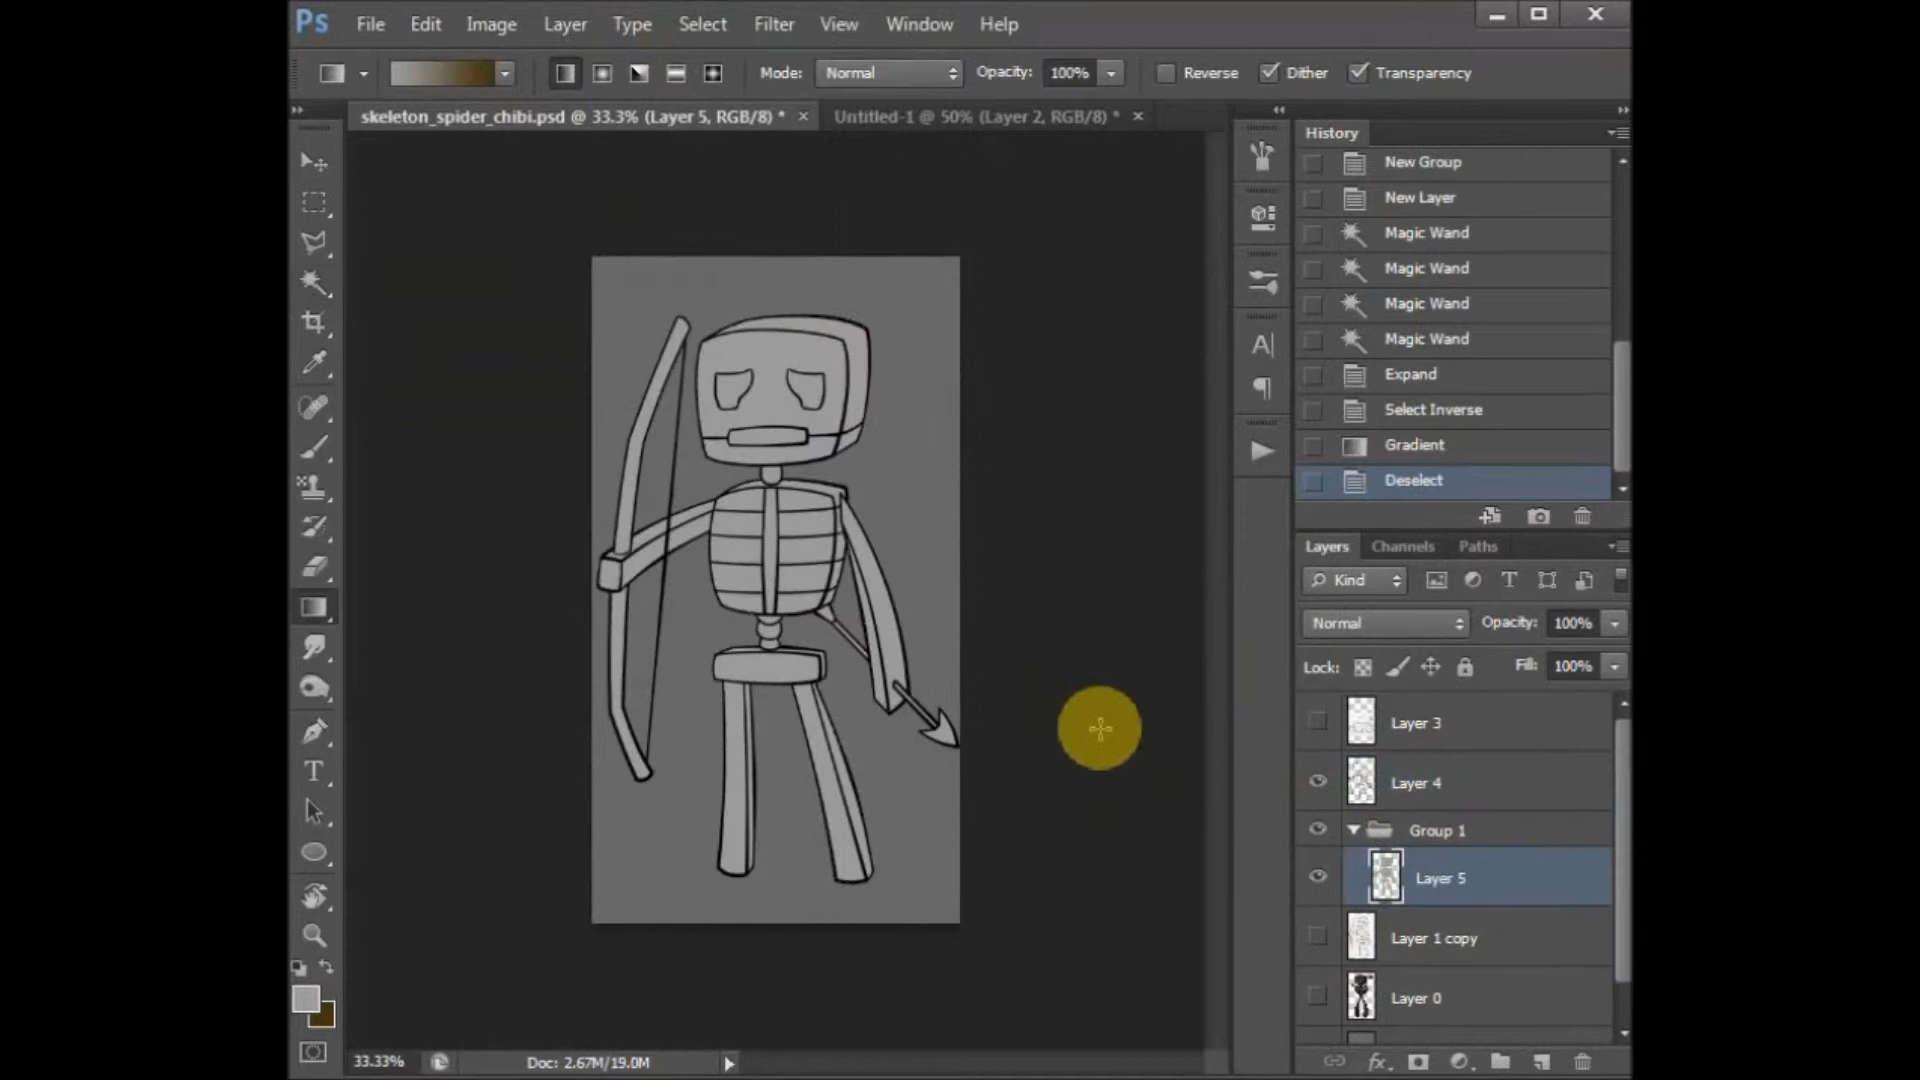 Ps File Edit Image Layer Type Select Filter View Window Help
Mode: Normal Opacity: 100% Reverse Dither Transparency
skeleton_spider_chibi.psd @ 33.3% (Layer 5, RGB/8) * × Untitled-1 @ 50% (Layer 2, RGB/8) * ×
History
New Group
New Layer
Magic Wand
Magic Wand
Magic Wand
Magic Wand
Expand
Select Inverse
Gradient
Deselect
Layers Channels Paths
Kind
Normal Opacity: 100%
Lock: Fill: 100%
Layer 3
Layer 4
Group 1
Layer 5
Layer 1 copy
Layer 0
33.33% Doc: 2.67M/19.0M